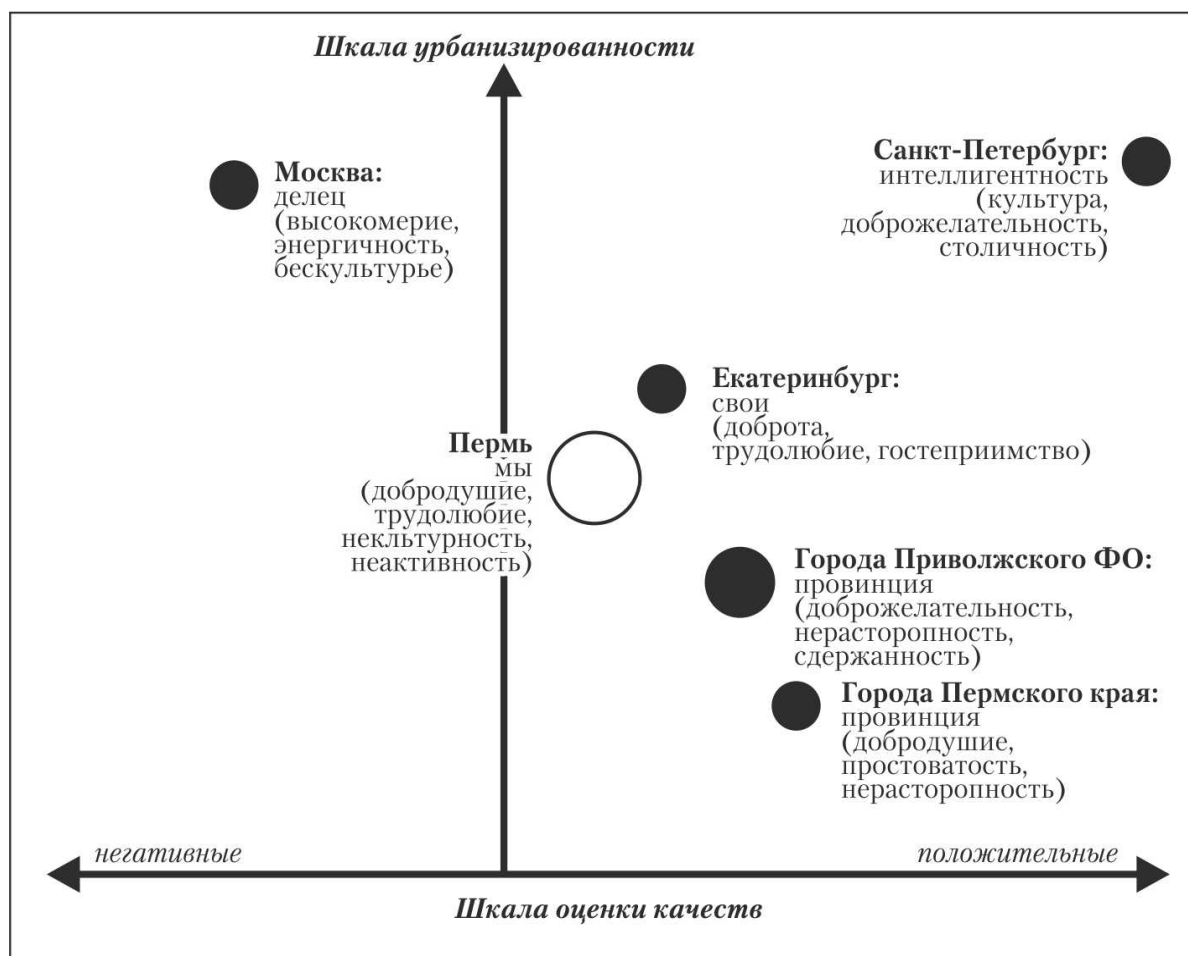 Шкала урбанизированности
Москва:
делец
(высокомерие,
энергичность,
бескультурье)
Санкт-Петербург:
интеллигентность
(культура,
доброжелательность,
столичность)
Екатеринбург:
свои
(доброта,
трудолюбие, гостеприимство)
Пермь
мы
(добродушие,
трудолюбие,
некльтурность,
неактивность)
Города Приволжского ФО:
провинция
(доброжелательность,
нерасторопность,
сдержанность)
Города Пермского края:
провинция
(добродушие,
простоватость,
нерасторопность)
негативные
положительные
Шкала оценки качеств